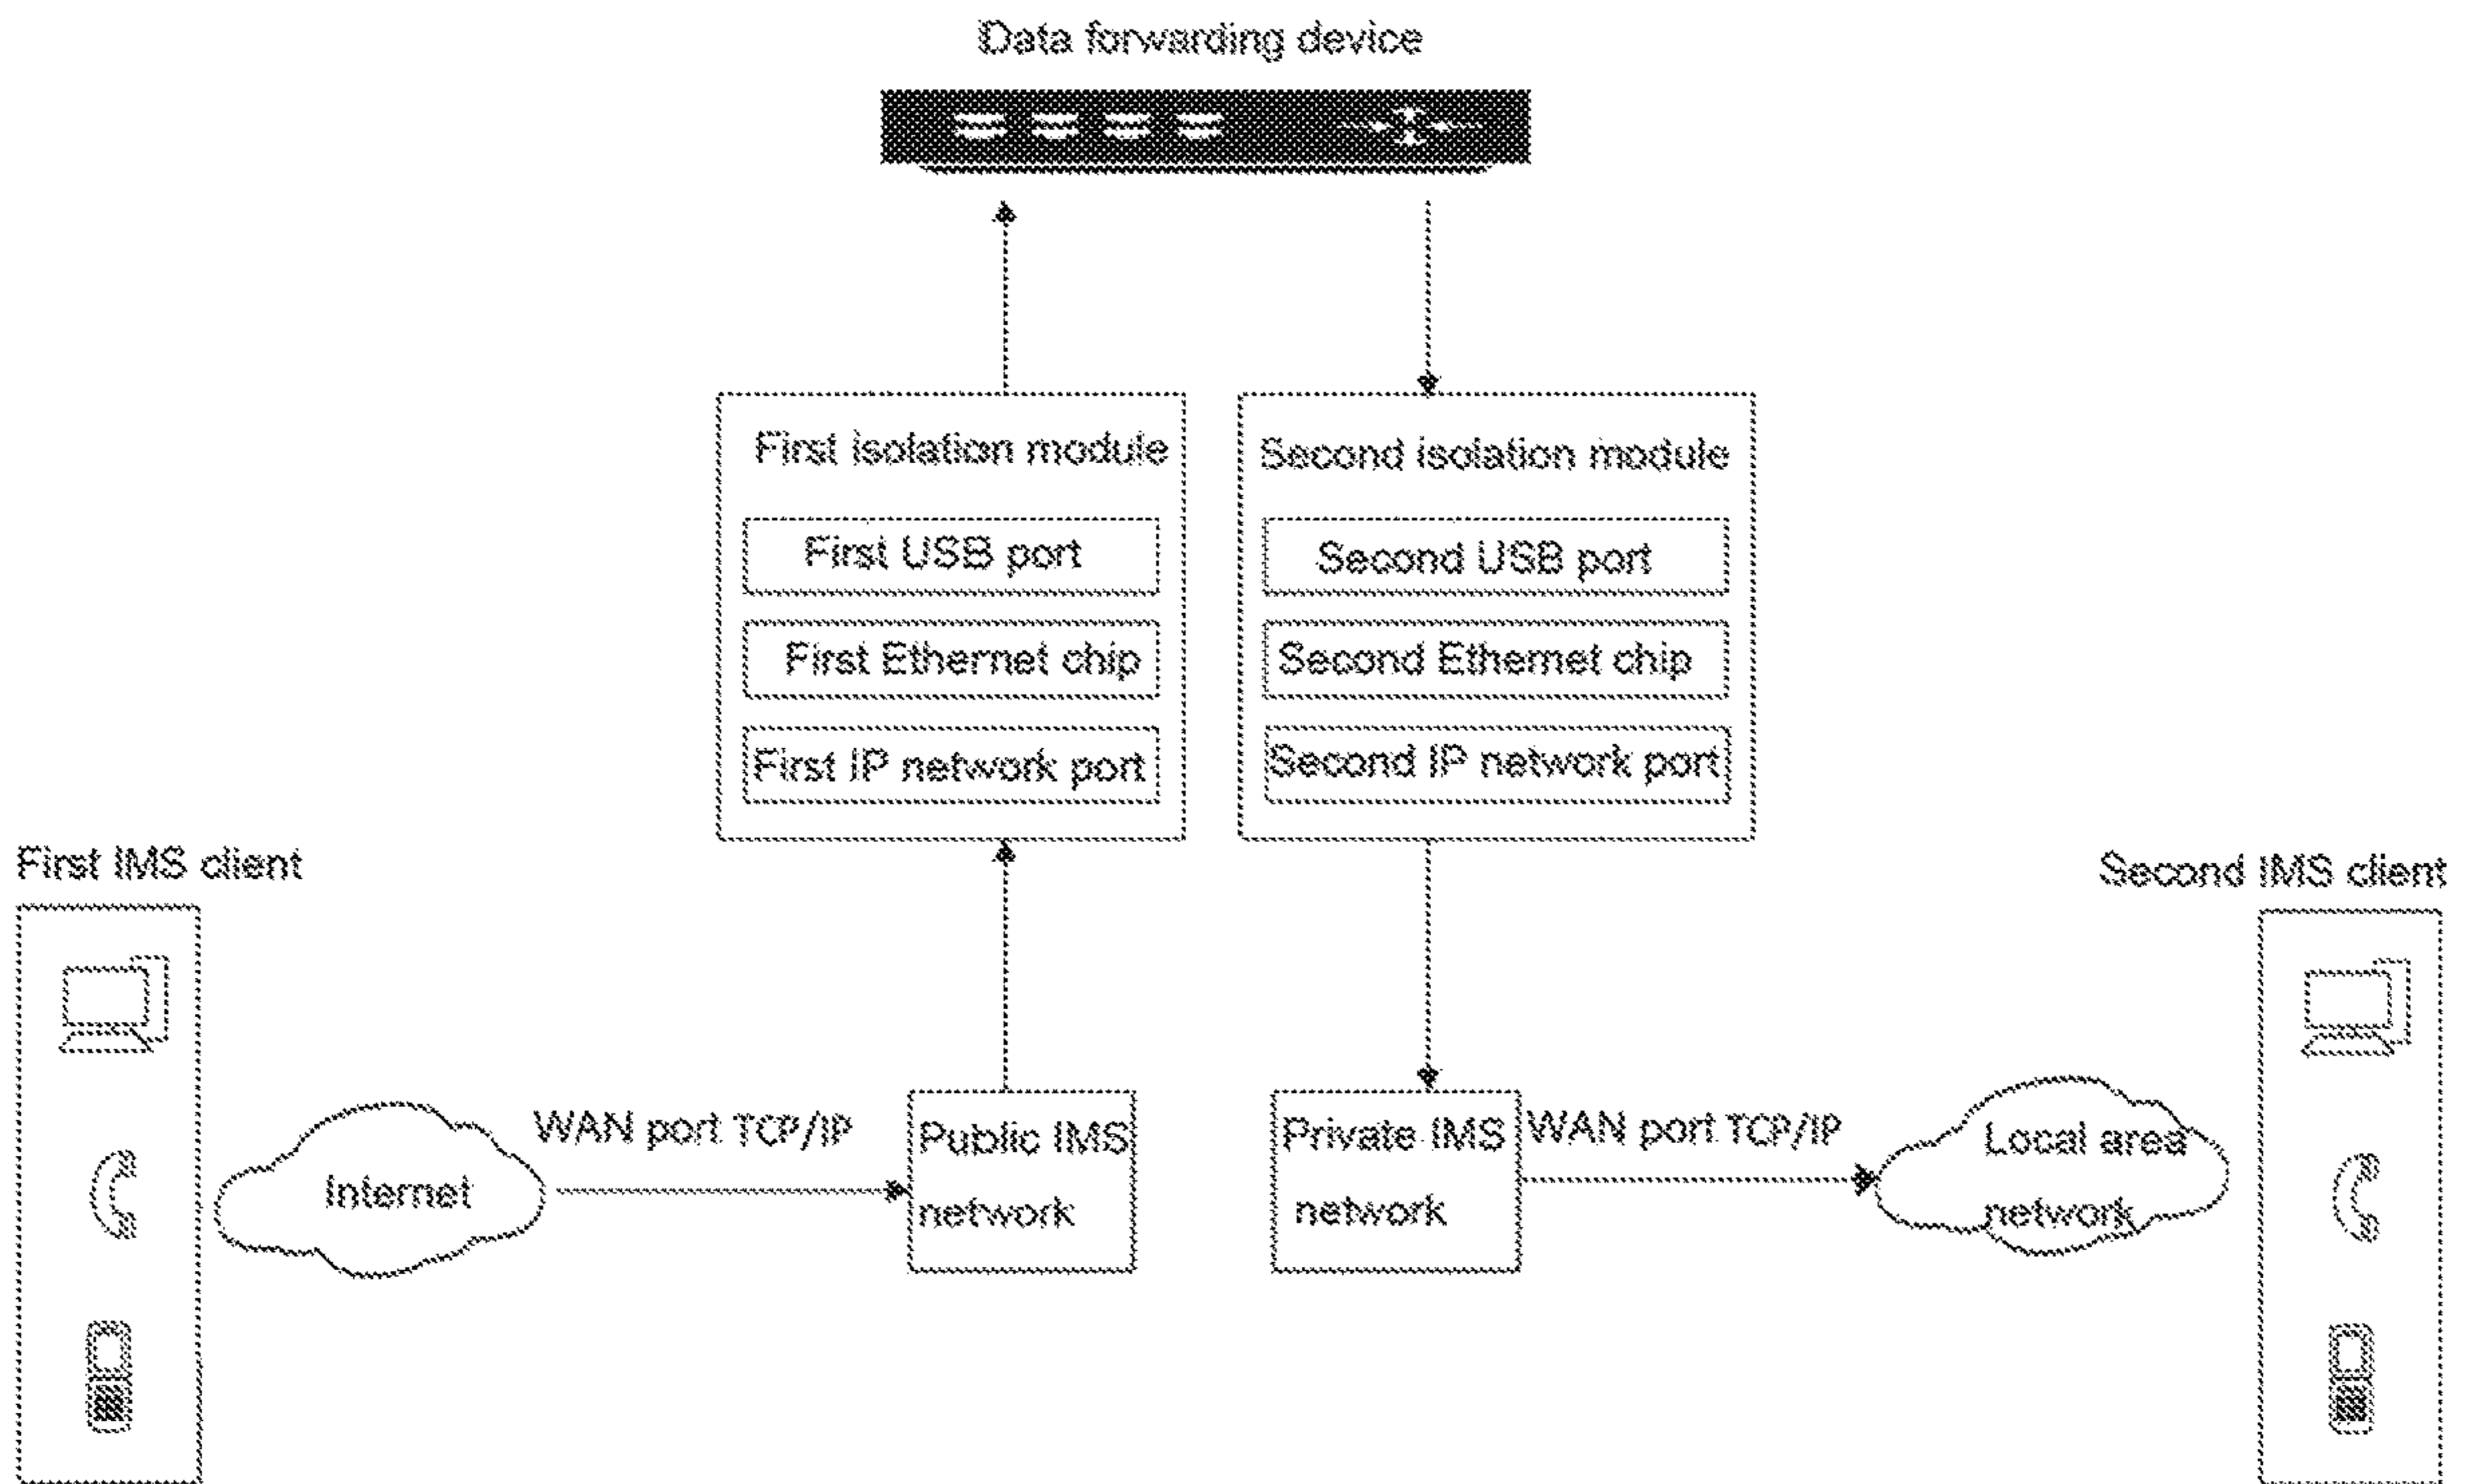 Data forwarding device
First isolation module
First USB port
First Ethernet chip
First IP network port
Second isolation module
Second USB port
Second Ethernet chip
Second IP network port
First IMS client
Second IMS client
Internet
WAN port TCP/IP
Public IMS
network
Private IMS
network
WAN port TCP/IP
Local area
network